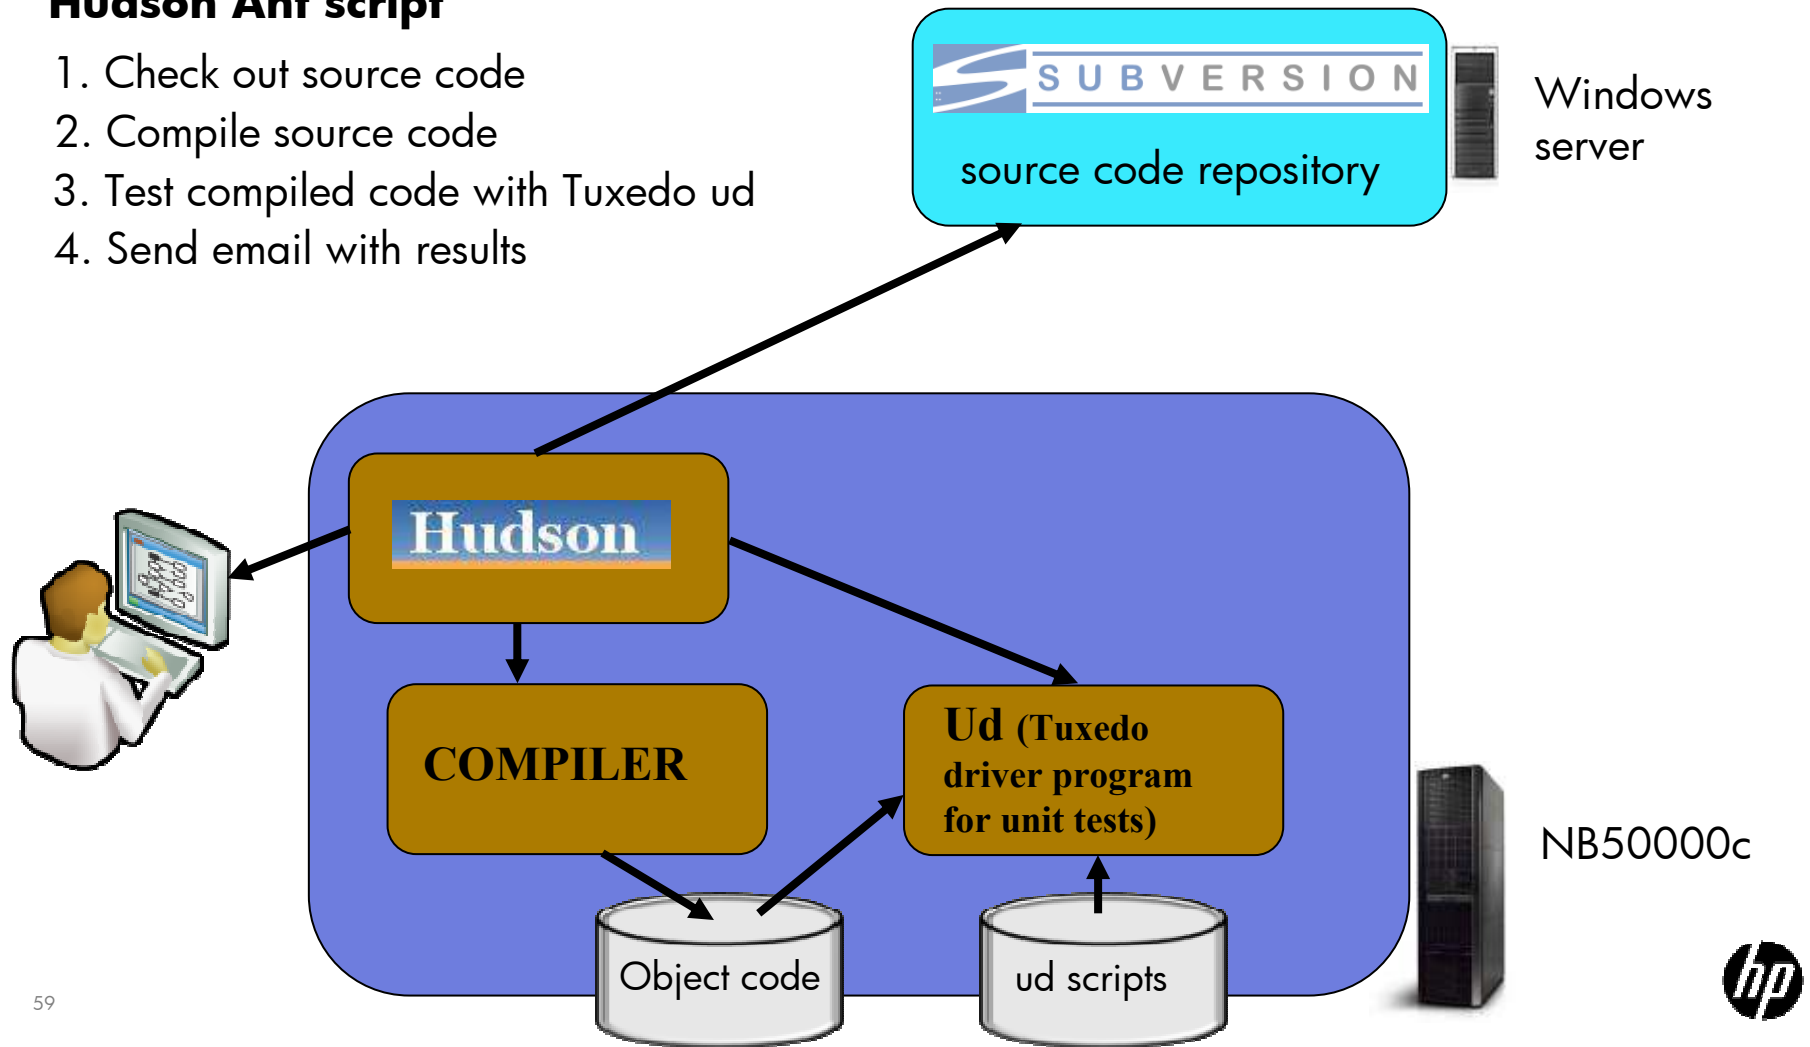 Hudson Ant script
1. Check out source code
2. Compile source code
3. Test compiled code with Tuxedo ud
4. Send email with results
SUBVERSION
source code repository
Windows
server
Hudson
COMPILER
Ud (Tuxedo
driver program
for unit tests)
NB50000c
Object code
ud scripts
59
hp